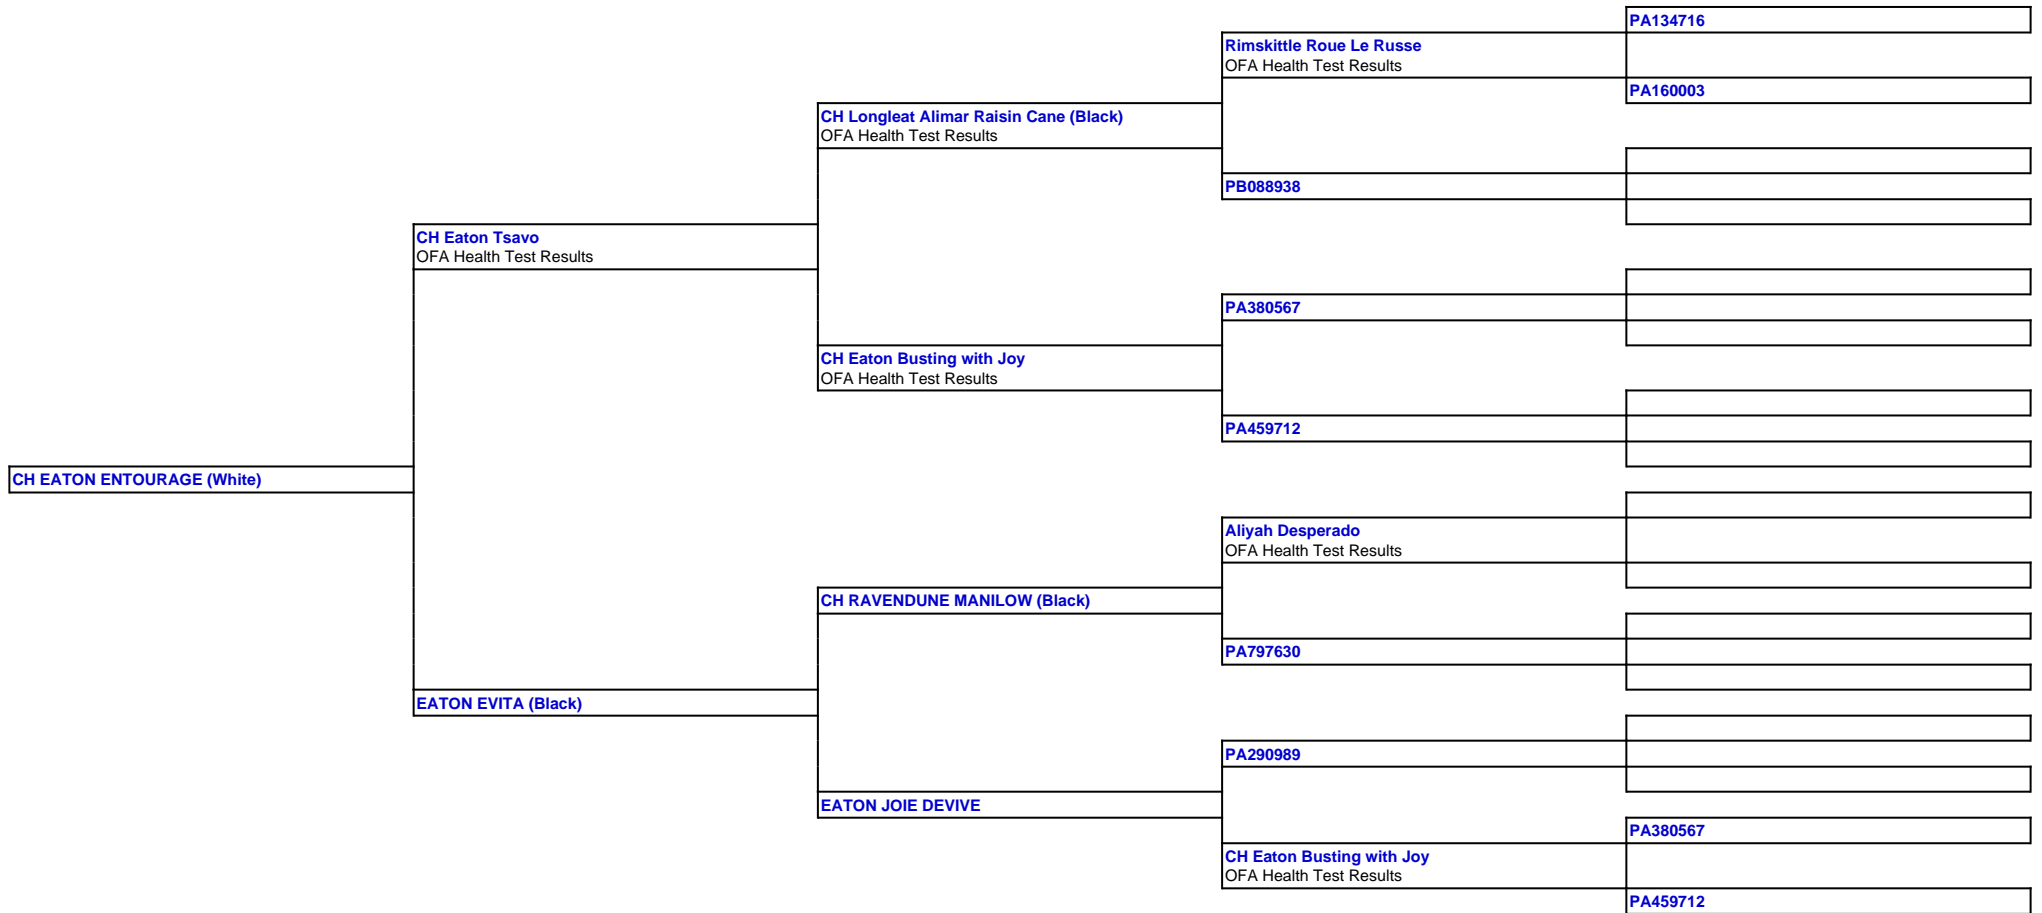 PA134716
Rimskittle Roue Le Russe
OFA Health Test Results
PA160003
CH Longleat Alimar Raisin Cane (Black)
OFA Health Test Results
PB088938
CH Eaton Tsavo
OFA Health Test Results
PA380567
CH Eaton Busting with Joy
OFA Health Test Results
PA459712
CH EATON ENTOURAGE (White)
Aliyah Desperado
OFA Health Test Results
CH RAVENDUNE MANILOW (Black)
PA797630
EATON EVITA (Black)
PA290989
EATON JOIE DEVIVE
PA380567
CH Eaton Busting with Joy
OFA Health Test Results
PA459712